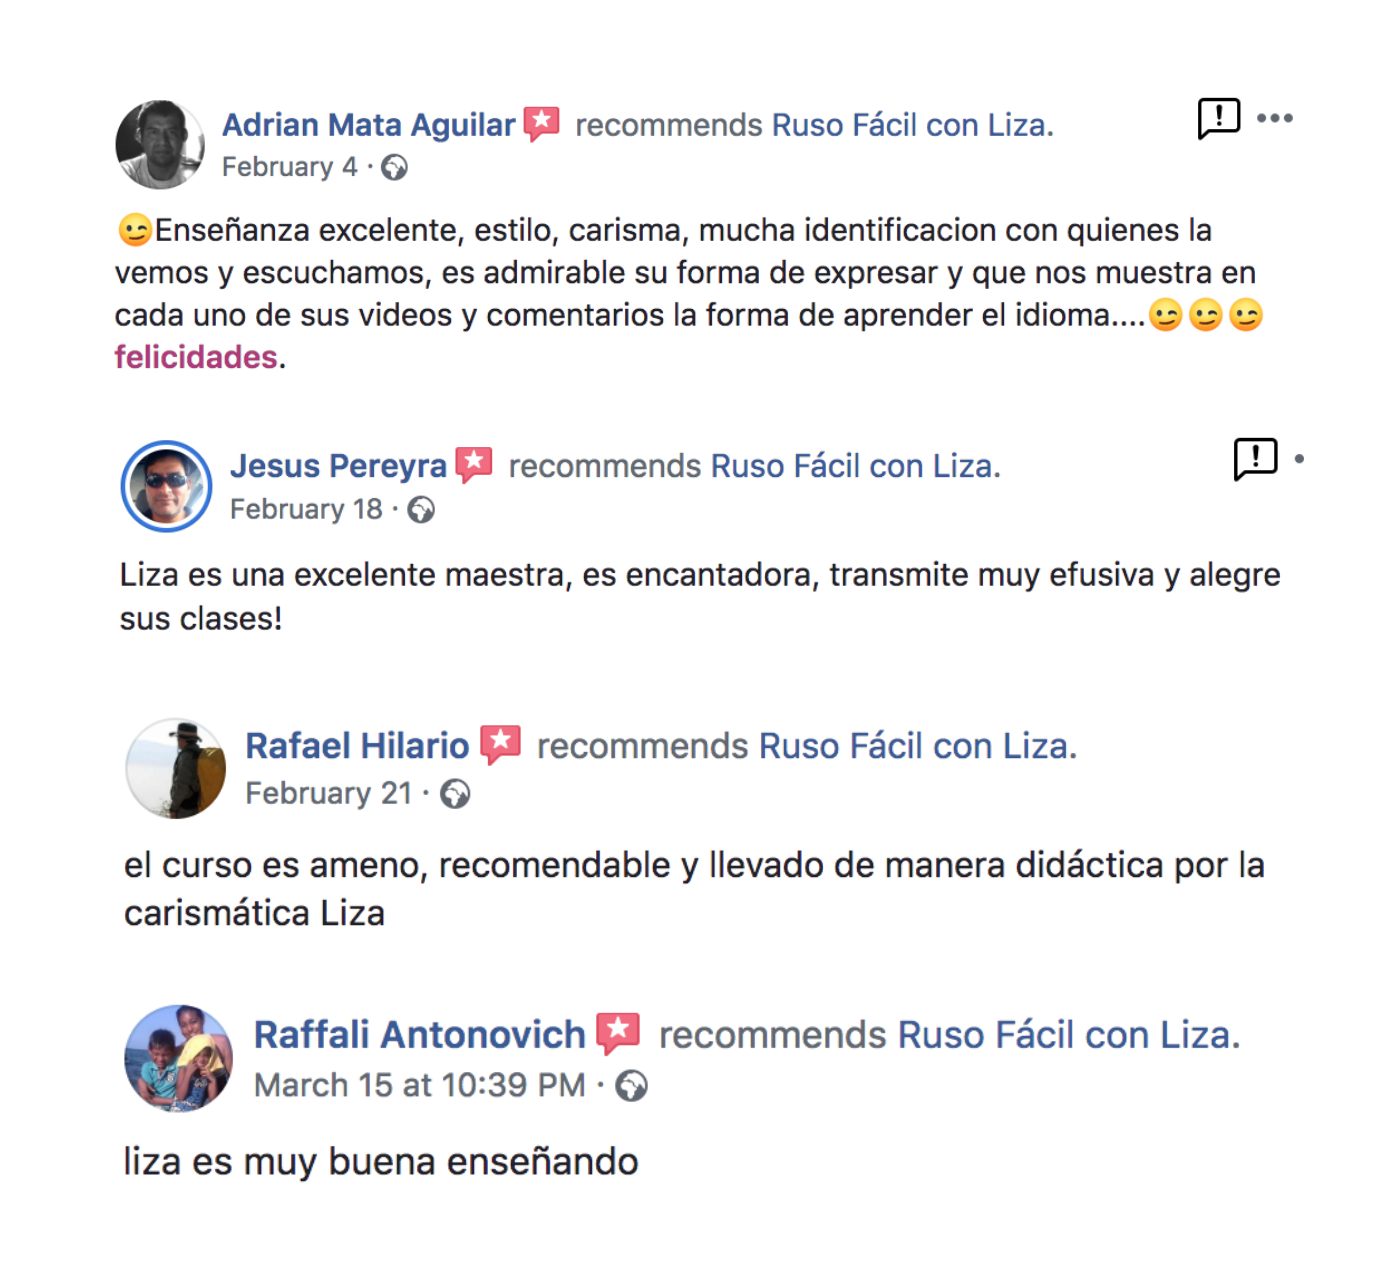 Adrian Mata Aguilar recommends Ruso Fácil con Liza.
February 4 ·
😉Enseñanza excelente, estilo, carisma, mucha identificacion con quienes la
vemos y escuchamos, es admirable su forma de expresar y que nos muestra en
cada uno de sus videos y comentarios la forma de aprender el idioma....😉😉😉
felicidades.
Jesus Pereyra recommends Ruso Fácil con Liza.
February 18 ·
Liza es una excelente maestra, es encantadora, transmite muy efusiva y alegre
sus clases!
Rafael Hilario recommends Ruso Fácil con Liza.
February 21 ·
el curso es ameno, recomendable y llevado de manera didáctica por la
carismática Liza
Raffali Antonovich recommends Ruso Fácil con Liza.
March 15 at 10:39 PM ·
liza es muy buena enseñando